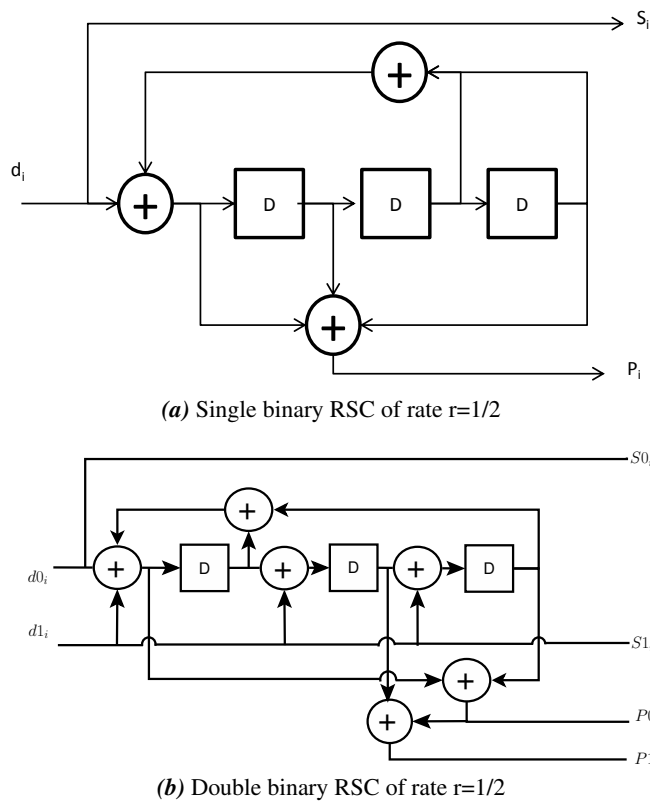 S_i
+
d_i
+
D
D
D
+
P_i
(a) Single binary RSC of rate r=1/2
S0_i
+
d0_i
+
D
+
D
+
D
d1_i
S1
+
P0
+
P1
(b) Double binary RSC of rate r=1/2